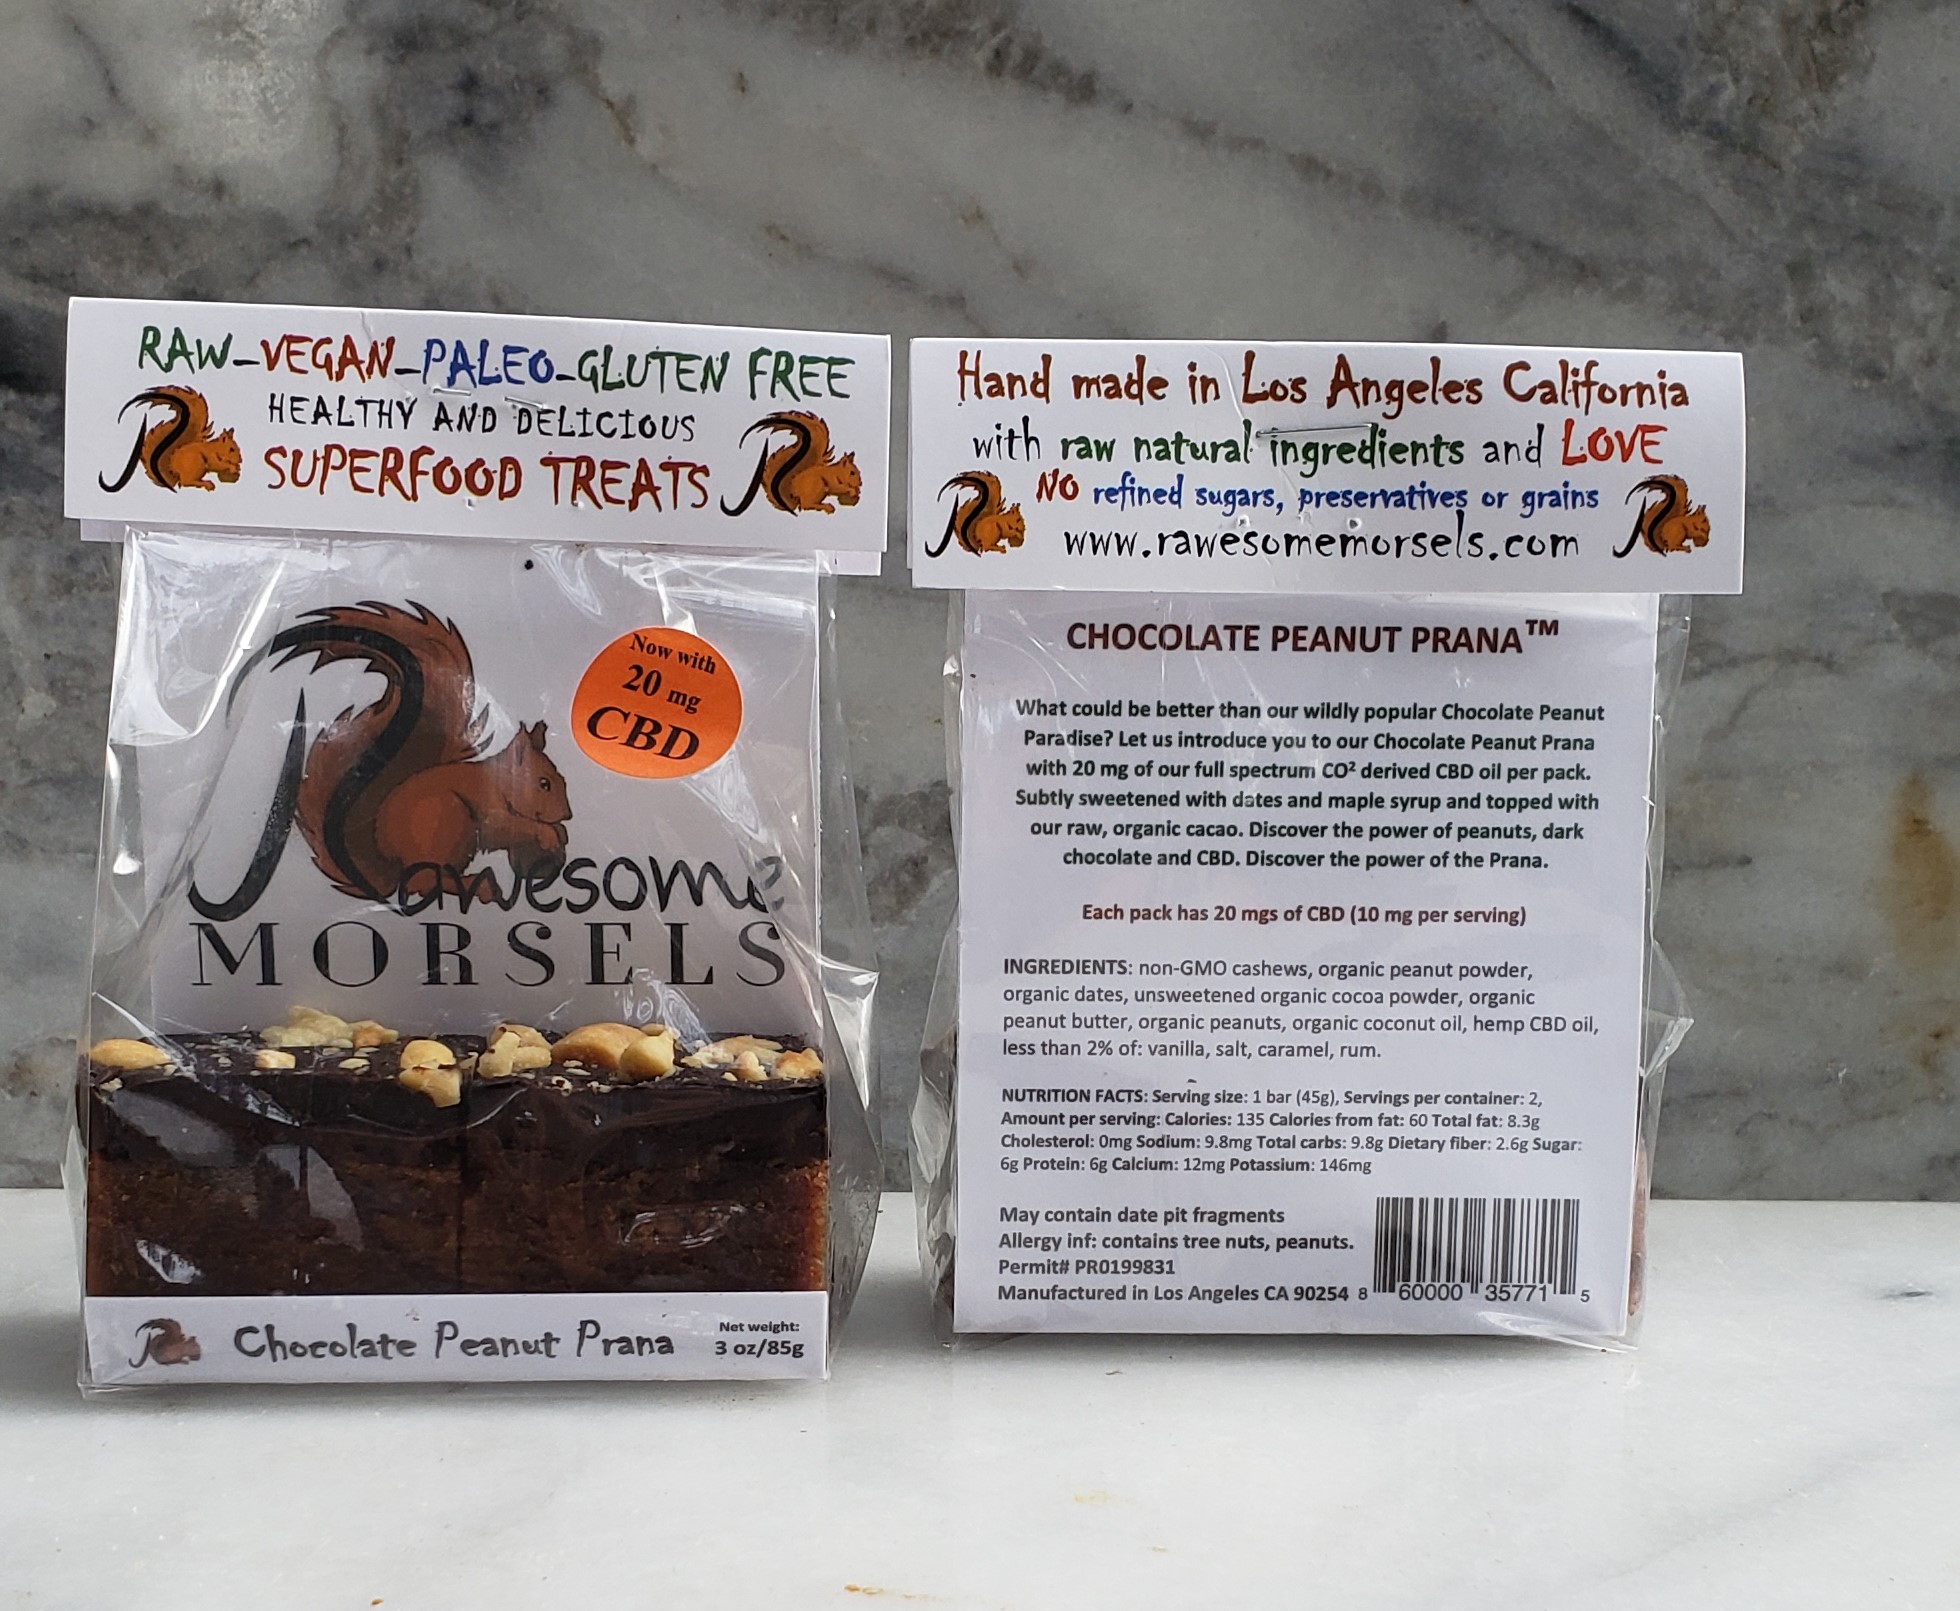 RAW-VEGAN-PALEO-GLUTEN FREE
HEALTHY AND DELICIOUS
SUPERFOOD TREATS
Now with
20 mg
CBD
Rawesome
MORSELS
Chocolate Peanut Prana
Net weight:
3 oz/85g
Hand made in Los Angeles California
with raw natural ingredients and LOVE
NO refined sugars, preservatives or grains
www.rawesomemorsels.com
CHOCOLATE PEANUT PRANA™
What could be better than our wildly popular Chocolate Peanut
Paradise? Let us introduce you to our Chocolate Peanut Prana
with 20 mg of our full spectrum CO² derived CBD oil per pack.
Subtly sweetened with dates and maple syrup and topped with
our raw, organic cacao. Discover the power of peanuts, dark
chocolate and CBD. Discover the power of the Prana.
Each pack has 20 mgs of CBD (10 mg per serving)
INGREDIENTS: non-GMO cashews, organic peanut powder,
organic dates, unsweetened organic cocoa powder, organic
peanut butter, organic peanuts, organic coconut oil, hemp CBD oil,
less than 2% of: vanilla, salt, caramel, rum.
NUTRITION FACTS: Serving size: 1 bar (45g), Servings per container: 2,
Amount per serving: Calories: 135 Calories from fat: 60 Total fat: 8.3g
Cholesterol: 0mg Sodium: 9.8mg Total carbs: 9.8g Dietary fiber: 2.6g Sugar:
6g Protein: 6g Calcium: 12mg Potassium: 146mg
May contain date pit fragments
Allergy inf: contains tree nuts, peanuts.
Permit# PR0199831
Manufactured in Los Angeles CA 90254
8 60000 35771 5